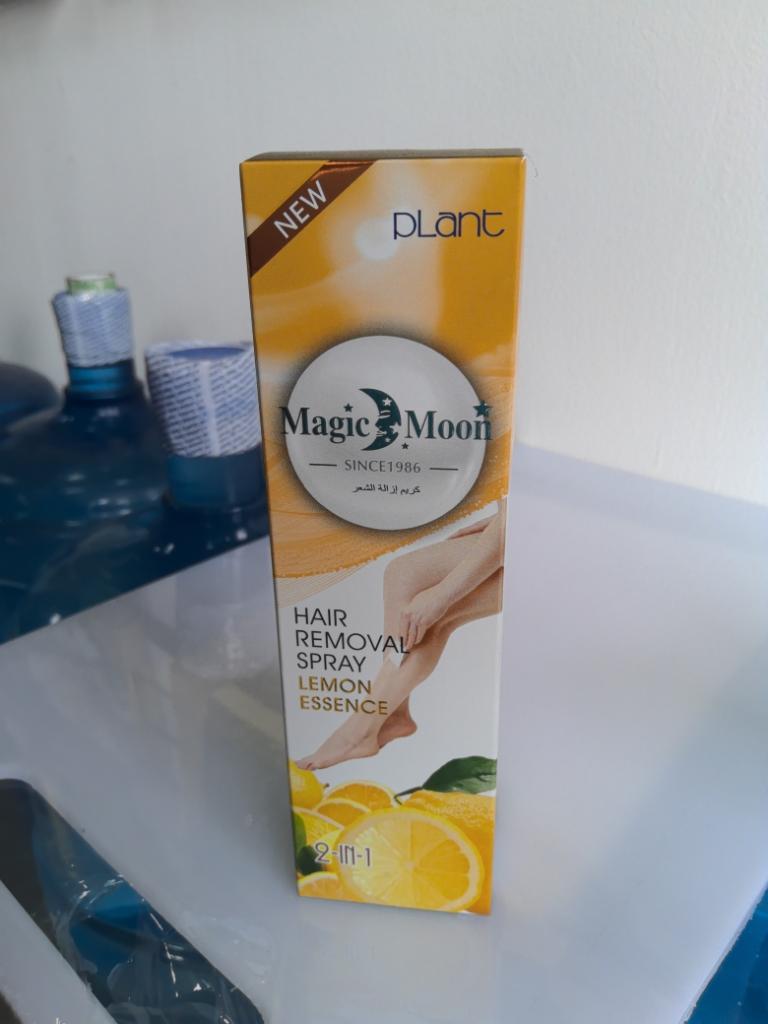 NEW
pLant
Magic Moon
SINCE1986
كريم إزالة الشعر
HAIR
REMOVAL
SPRAY
LEMON
ESSENCE
2-IN-1